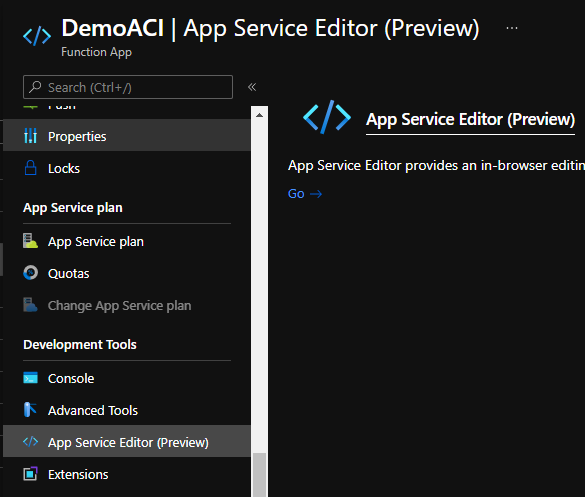 DemoACI | App Service Editor (Preview) ...
Function App
Search (Ctrl+/) «
Push
Properties
Locks
App Service plan
App Service plan
Quotas
Change App Service plan
Development Tools
Console
Advanced Tools
App Service Editor (Preview)
Extensions
App Service Editor (Preview)
App Service Editor provides an in-browser editin
Go →